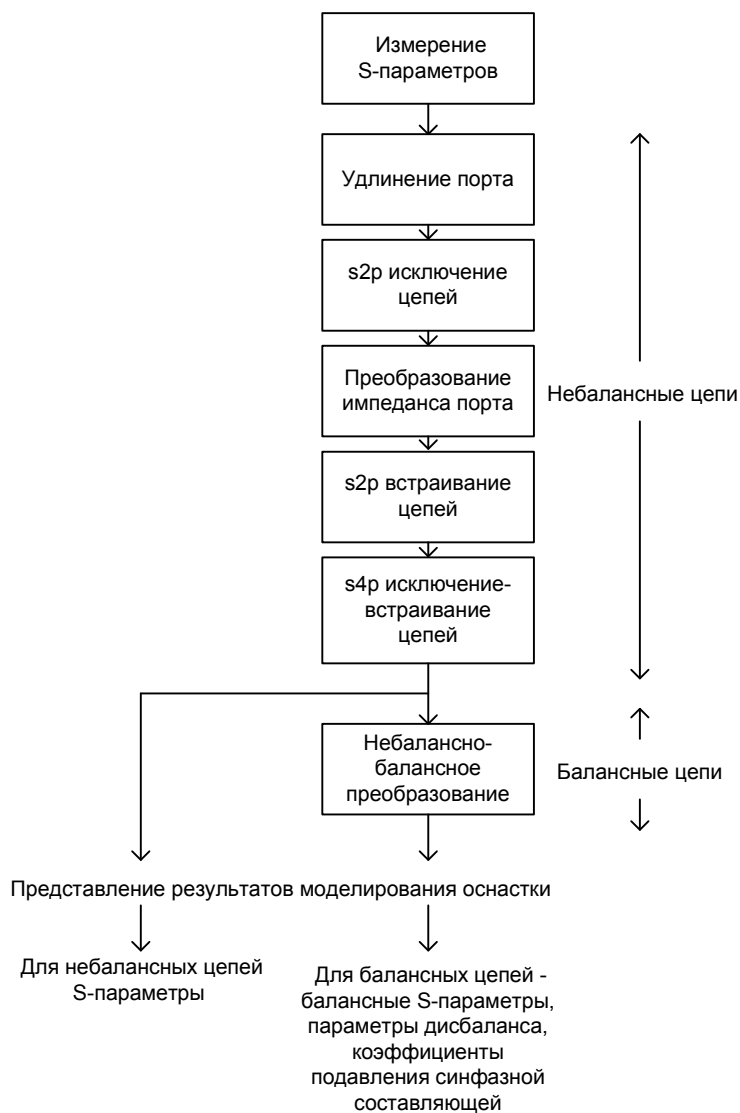 Измерение
S-параметров
Удлинение порта
s2p исключение
цепей
Преобразование
импеданса порта
Небалансные цепи
s2p встраивание
цепей
s4p исключение-
встраивание
цепей
Небалансно-
балансное
преобразование
Балансные цепи
Представление результатов моделирования оснастки
Для небалансных цепей
S-параметры
Для балансных цепей -
балансные S-параметры,
параметры дисбаланса,
коэффициенты
подавления синфазной
составляющей